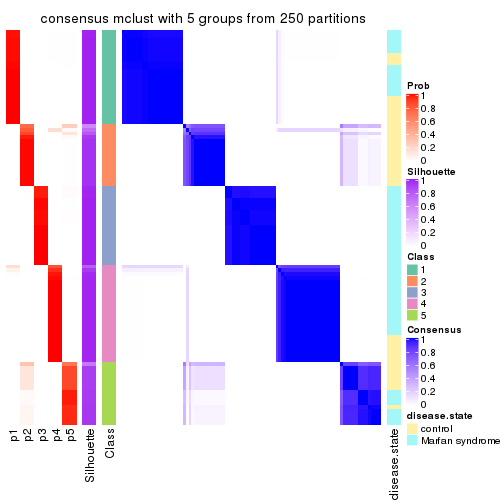 consensus mclust with 5 groups from 250 partitions
Prob
1
0.8
0.6
0.4
0.2
0
Silhouette
1
0.8
0.6
0.4
0.2
0
Class
1
2
3
4
5
Consensus
1
0.8
0.6
0.4
0.2
0
disease.state
control
Marfan syndrome
p1
p2
p3
p4
p5
Silhouette
Class
disease.state